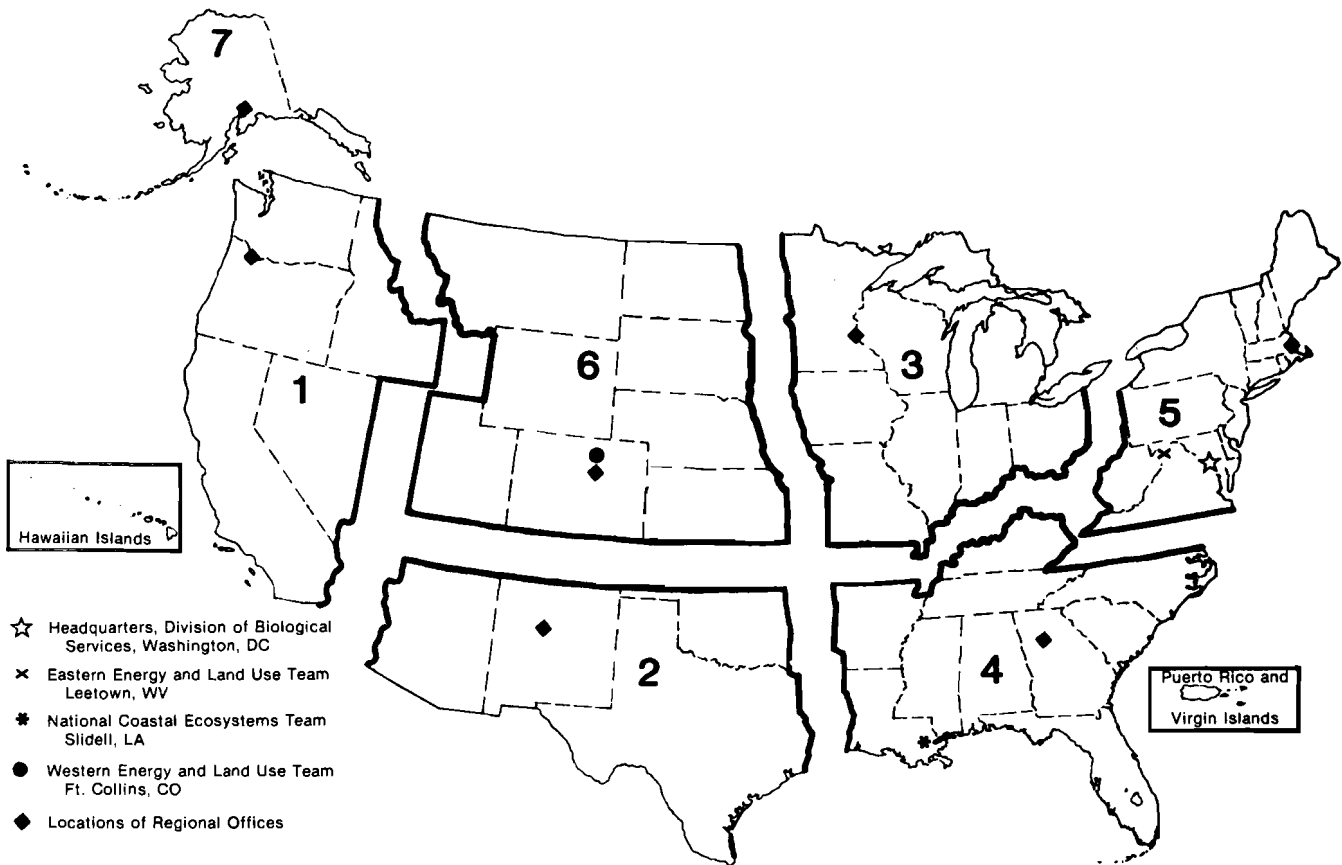 7
1
6
3
5
2
4
Hawaiian Islands
Puerto Rico and
Virgin Islands
Headquarters, Division of Biological
Services, Washington, DC
Eastern Energy and Land Use Team
Leetown, WV
National Coastal Ecosystems Team
Slidell, LA
Western Energy and Land Use Team
Ft. Collins, CO
Locations of Regional Offices